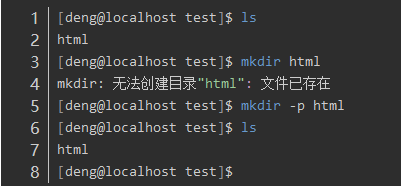 1 [deng@localhost test]$ ls
2 html
3 [deng@localhost test]$ mkdir html
4 mkdir: 无法创建目录"html": 文件已存在
5 [deng@localhost test]$ mkdir -p html
6 [deng@localhost test]$ ls
7 html
8 [deng@localhost test]$